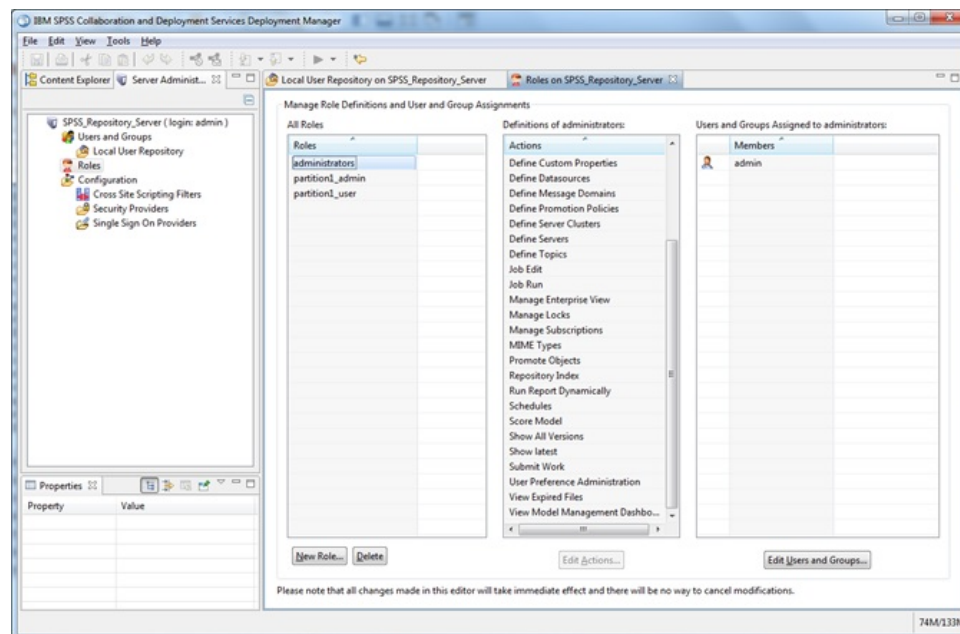 IBM SPSS Collaboration and Deployment Services Deployment Manager
File Edit View Tools Help
Content Explorer Server Administ...
Local User Repository on SPSS_Repository_Server Roles on SPSS_Repository_Server
SPSS_Repository_Server ( login: admin )
Users and Groups
Local User Repository
Roles
Configuration
Cross Site Scripting Filters
Security Providers
Single Sign On Providers
Properties
Property Value
Manage Role Definitions and User and Group Assignments
All Roles
Roles
administrators
partition1_admin
partition1_user
New Role... Delete
Definitions of administrators:
Actions
Define Custom Properties
Define Datasources
Define Message Domains
Define Promotion Policies
Define Server Clusters
Define Servers
Define Topics
Job Edit
Job Run
Manage Enterprise View
Manage Locks
Manage Subscriptions
MIME Types
Promote Objects
Repository Index
Run Report Dynamically
Schedules
Score Model
Show All Versions
Show latest
Submit Work
User Preference Administration
View Expired Files
View Model Management Dashbo...
Edit Actions...
Users and Groups Assigned to administrators:
Members
admin
Edit Users and Groups...
Please note that all changes made in this editor will take immediate effect and there will be no way to cancel modifications.
74M/133M